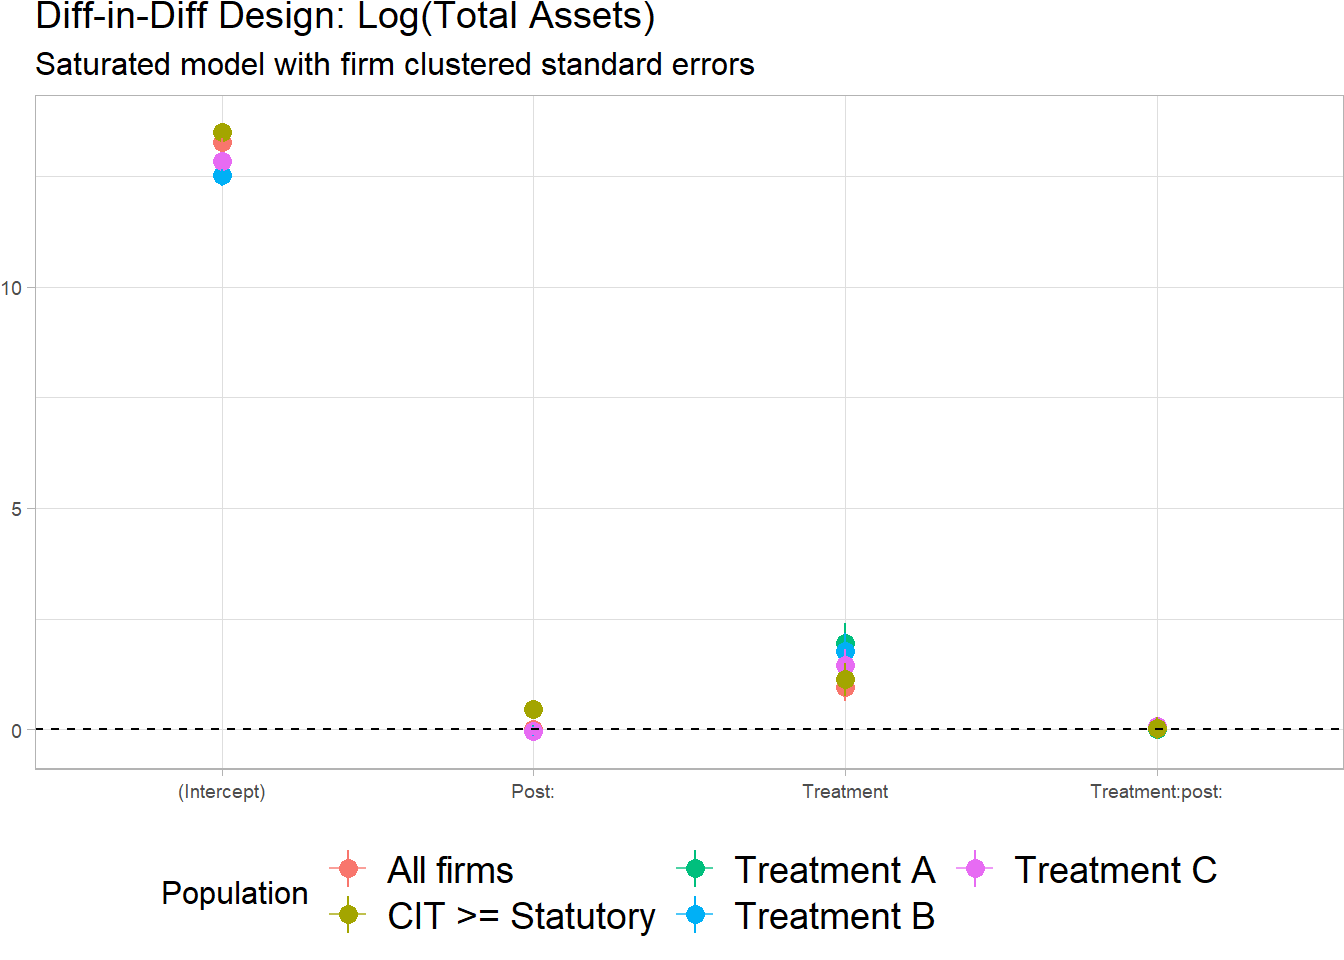 Diff-in-Diff Design: Log(Total Assets)
Saturated model with firm clustered standard errors
10
5
0
(Intercept) Post: Treatment Treatment:post:
Population
All firms Treatment A Treatment C
CIT >= Statutory Treatment B